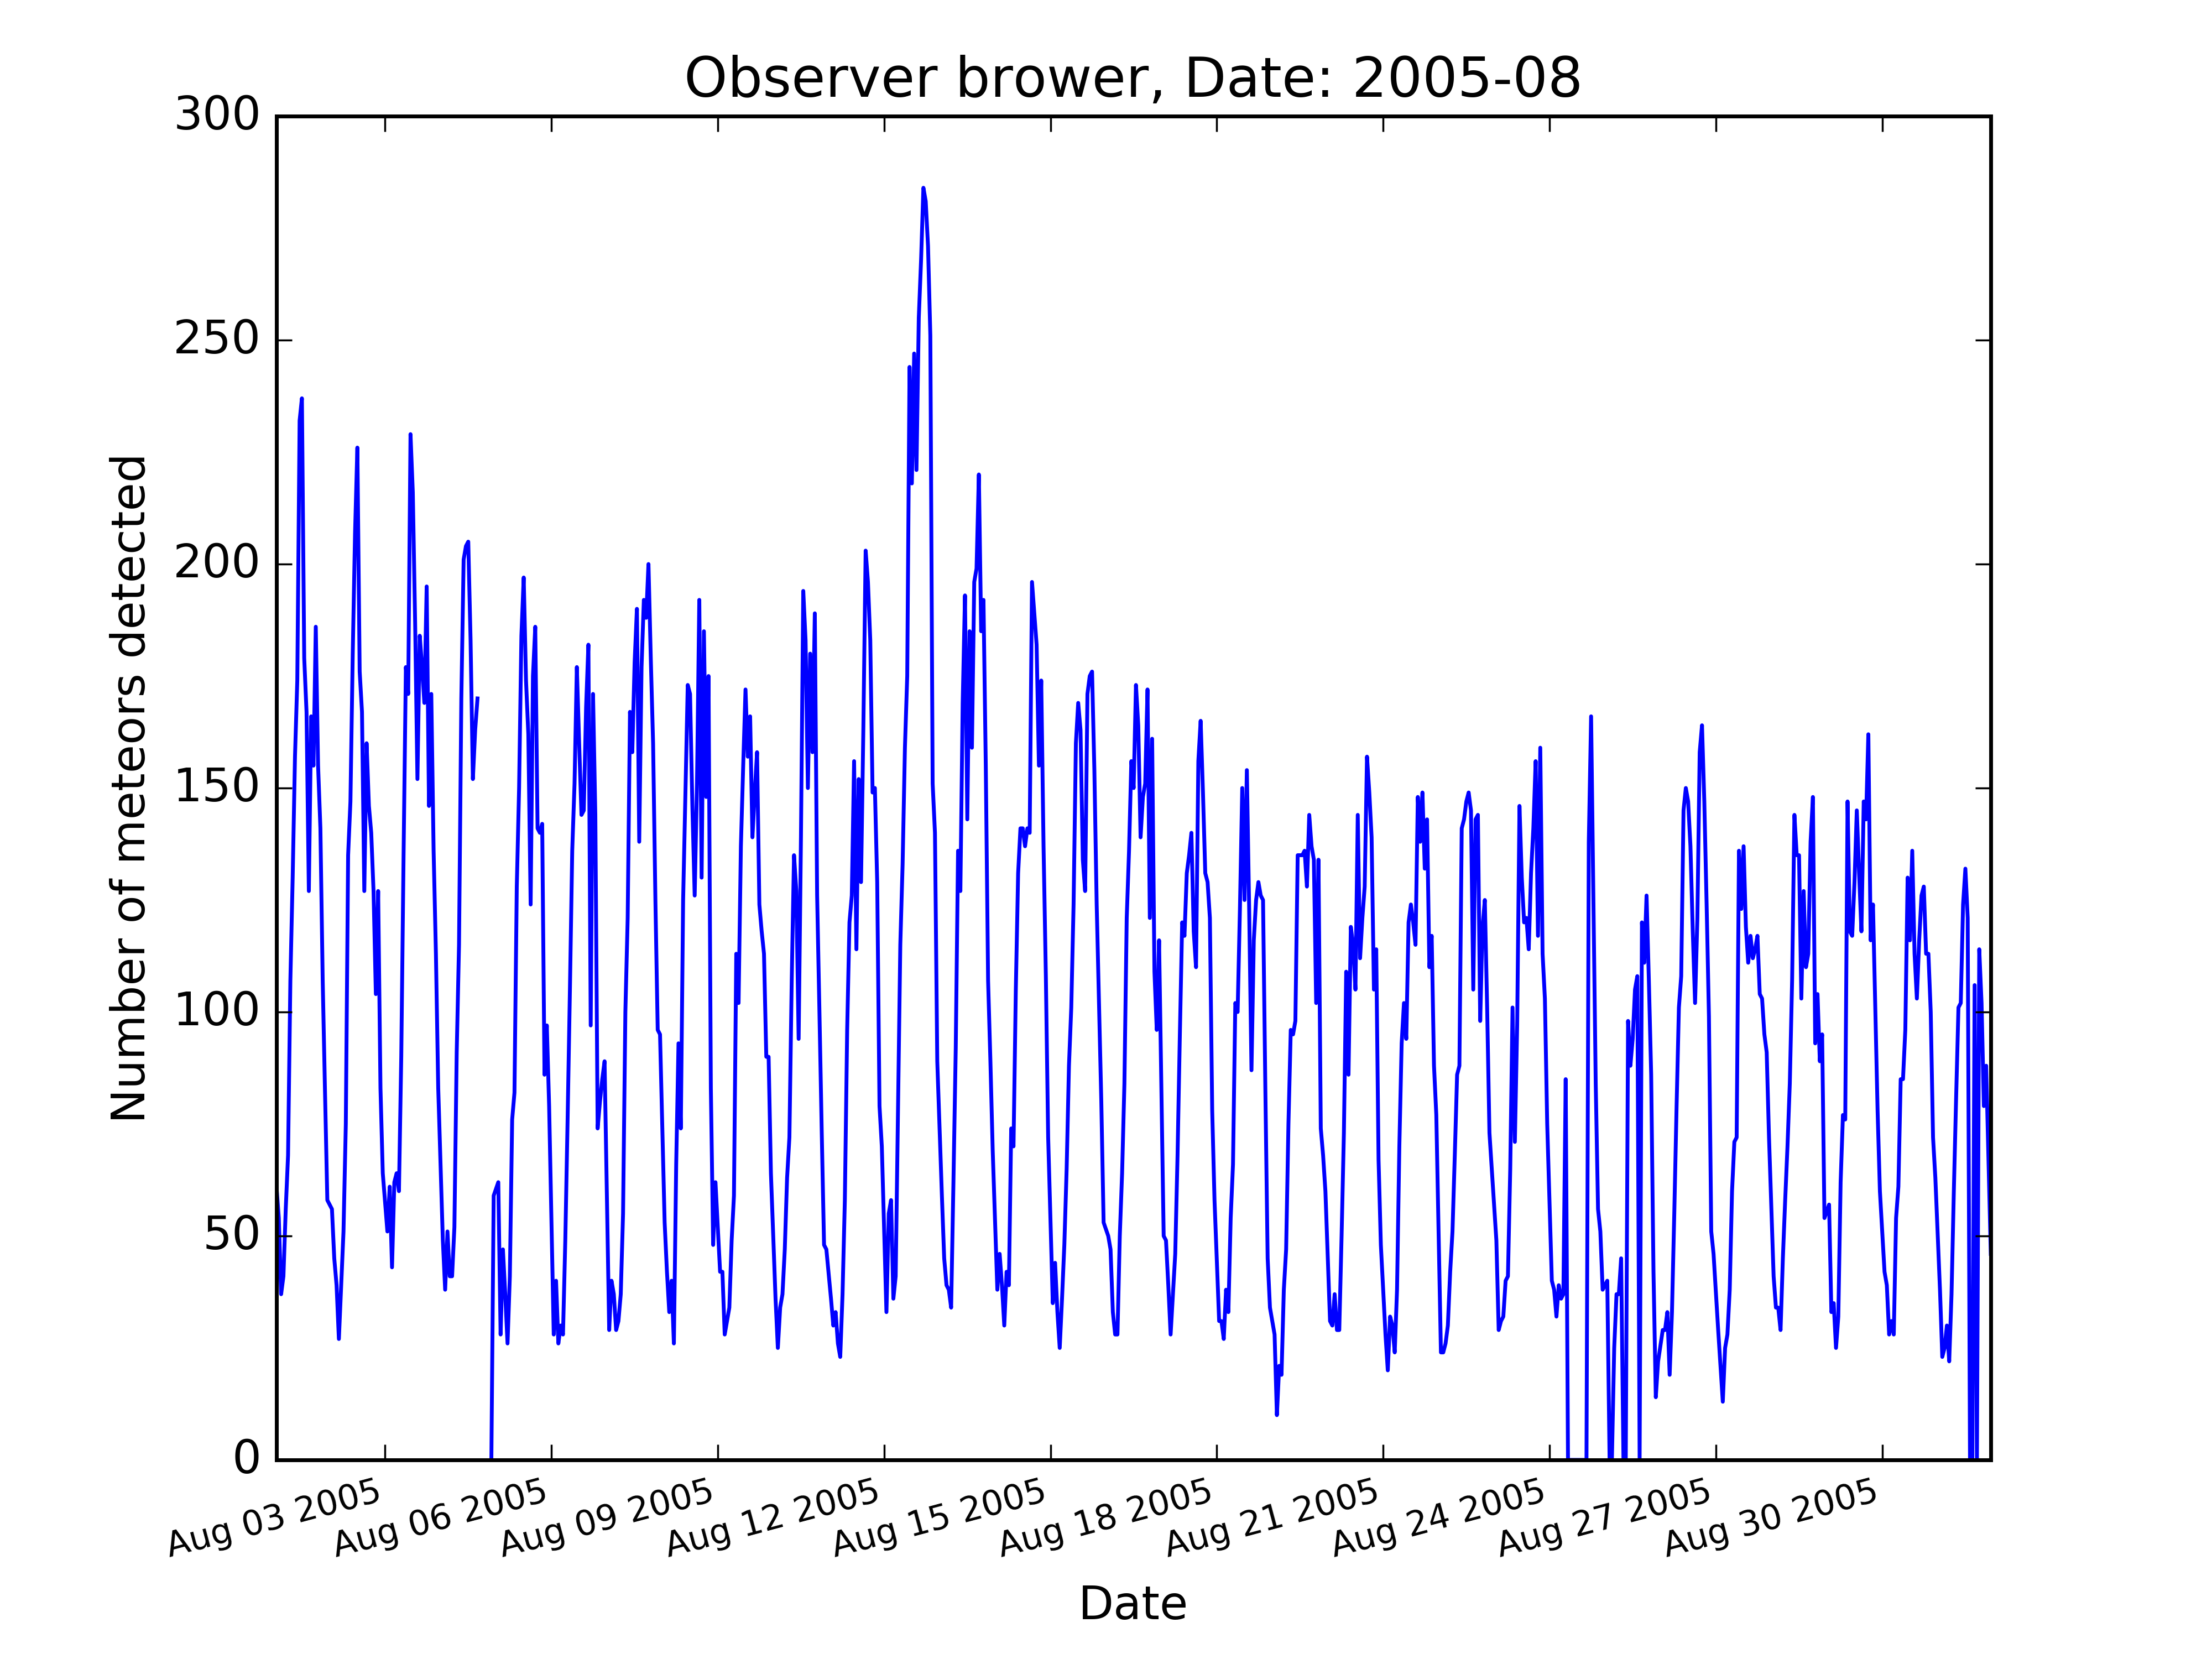 Observer brower, Date: 2005-08
300
250
200
150
100
50
0
Number of meteors detected
Aug 03 2005
Aug 06 2005
Aug 09 2005
Aug 12 2005
Aug 15 2005
Aug 18 2005
Aug 21 2005
Aug 24 2005
Aug 27 2005
Aug 30 2005
Date